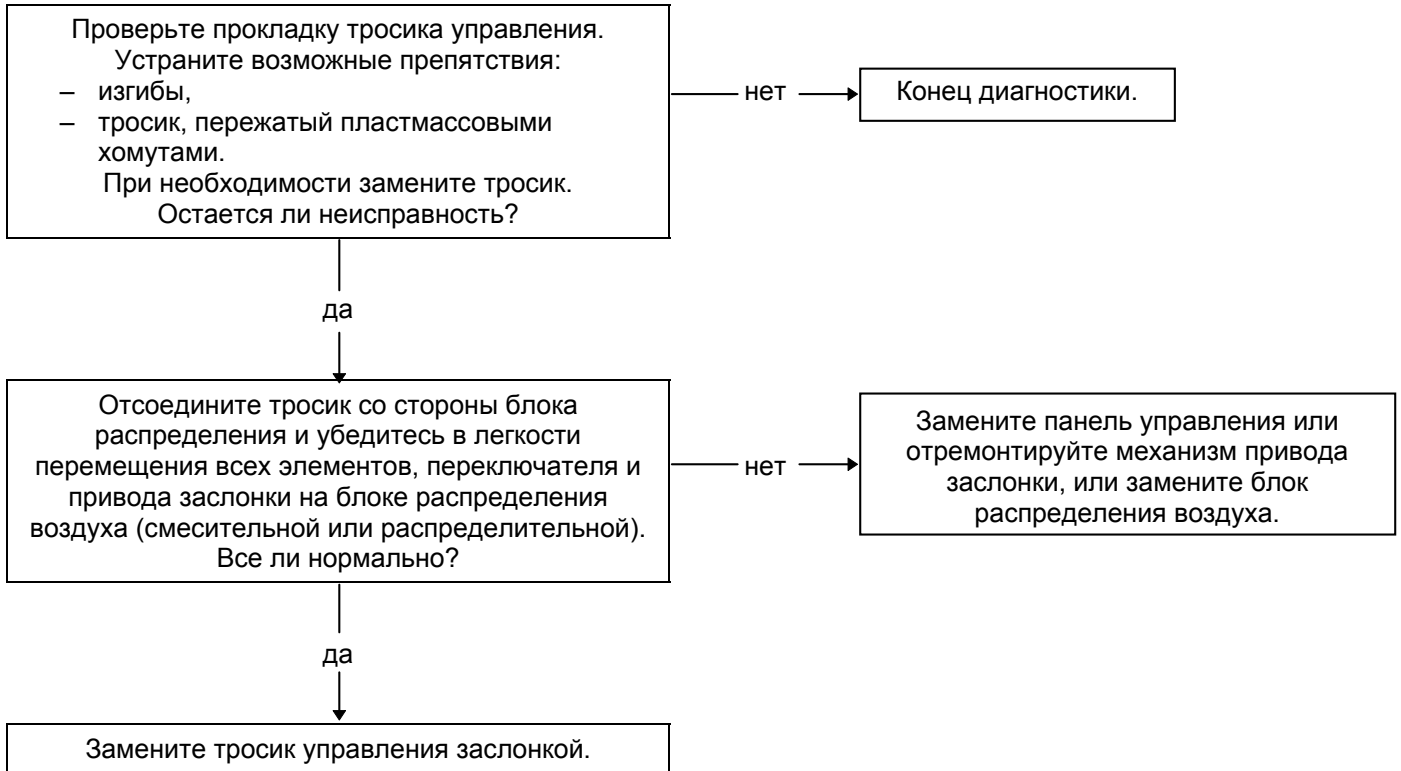 Проверьте прокладку тросика управления.
Устраните возможные препятствия:
– изгибы,
– тросик, пережатый пластмассовыми
хомутами.
При необходимости замените тросик.
Остается ли неисправность?
нет
Конец диагностики.
да
Отсоедините тросик со стороны блока
распределения и убедитесь в легкости
перемещения всех элементов, переключателя и
привода заслонки на блоке распределения
воздуха (смесительной или распределительной).
Все ли нормально?
нет
Замените панель управления или
отремонтируйте механизм привода
заслонки, или замените блок
распределения воздуха.
да
Замените тросик управления заслонкой.